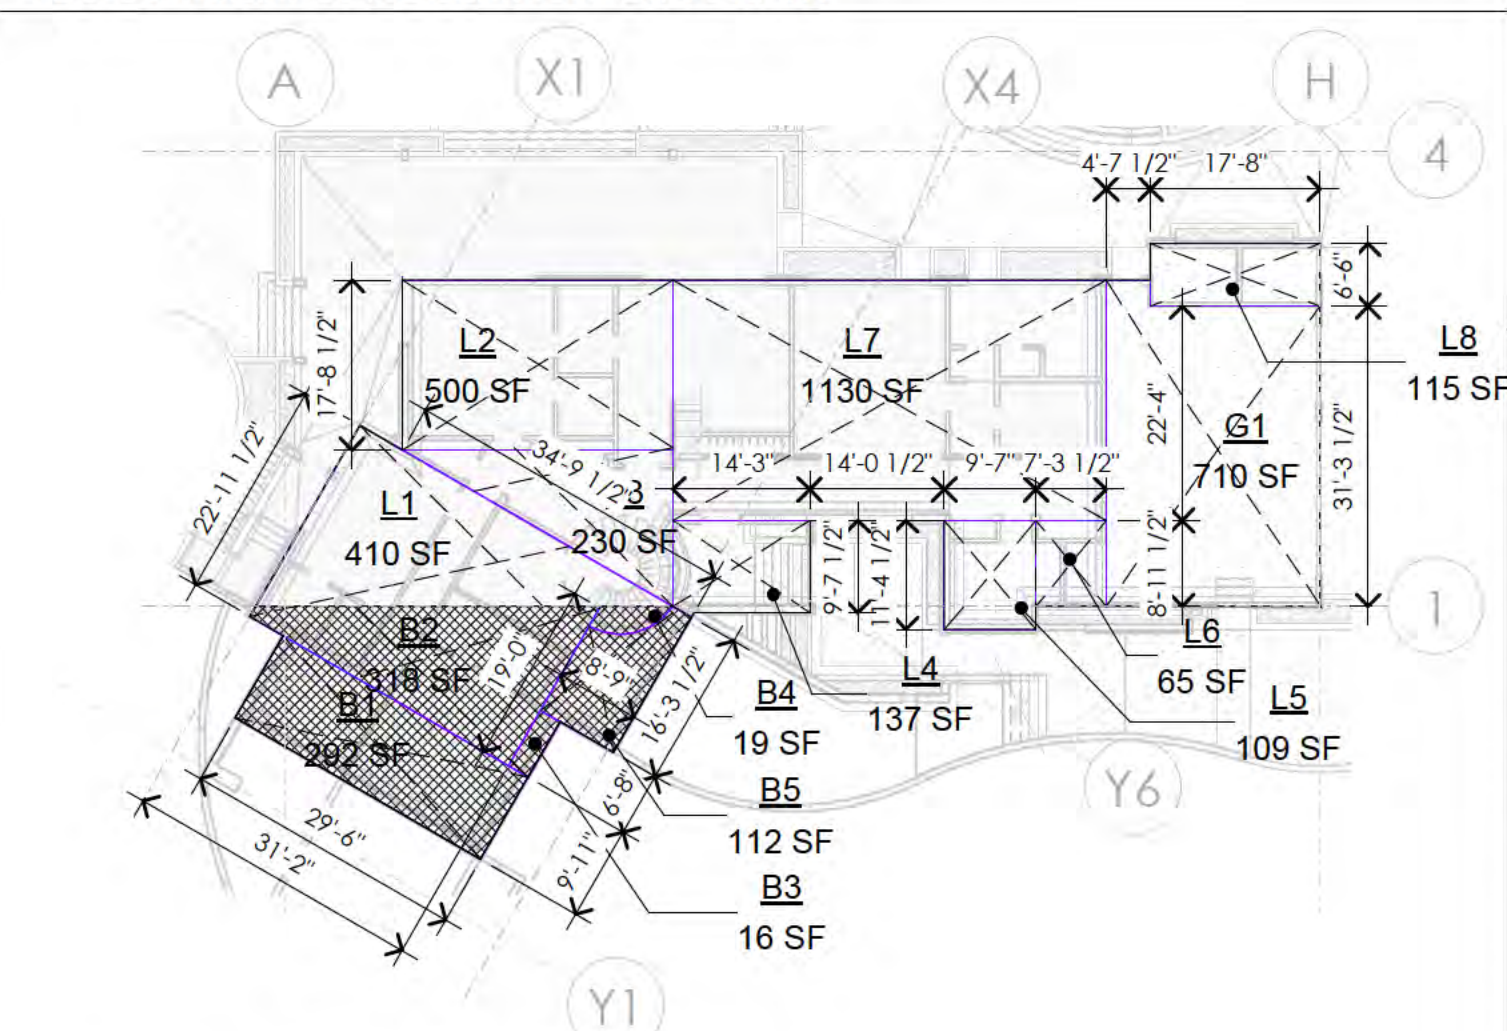 A
X1
X4
H
4
4'-7 1/2"
17'-8"
6'-6"
L8
115 SF
17'-8 1/2"
L2
500 SF
L7
1130 SF
22'-4"
G1
710 SF
31'-3 1/2"
22'-11 1/2"
34'-9 1/2"
14'-3"
14'-0 1/2"
9'-7"
7'-3 1/2"
L1
410 SF
3
230 SF
9'-7 1/2"
11'-4 1/2"
8'-11 1/2"
1
B2
318 SF
19'-0"
8'-9"
16'-3 1/2"
B1
292 SF
B4
19 SF
L4
137 SF
L6
65 SF
L5
109 SF
Y6
6'-8"
B5
112 SF
29'-6"
31'-2"
9'-11"
B3
16 SF
Y1